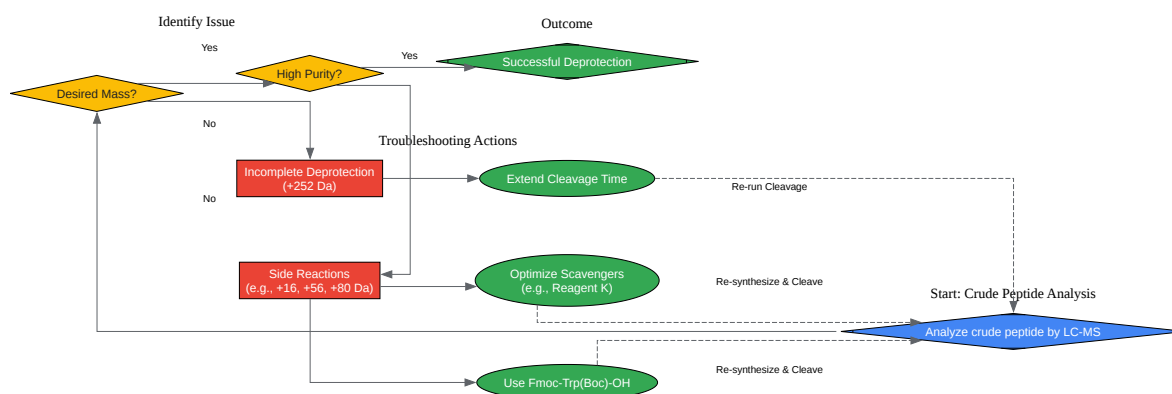 Identify Issue
Outcome
Yes
Yes
Successful Deprotection
High Purity?
Desired Mass?
No
Troubleshooting Actions
Incomplete Deprotection
(+252 Da)
Extend Cleavage Time
Re-run Cleavage
No
Side Reactions
(e.g., +16, +56, +80 Da)
Optimize Scavengers
(e.g., Reagent K)
Re-synthesize & Cleave
Start: Crude Peptide Analysis
Analyze crude peptide by LC-MS
Re-synthesize & Cleave
Use Fmoc-Trp(Boc)-OH